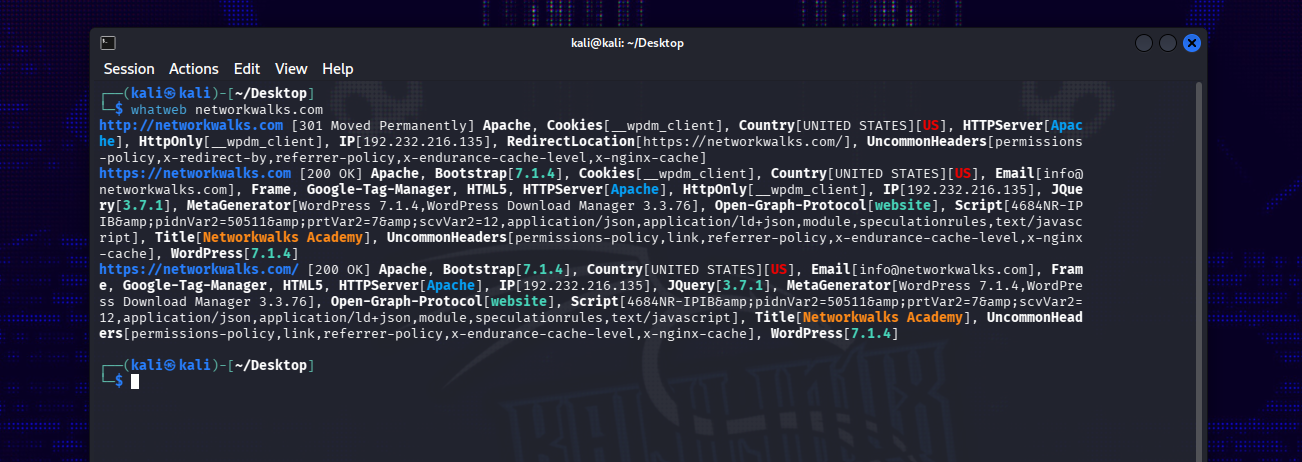 kali@kali: ~/Desktop
Session Actions Edit View Help
┌──(kali㉿kali)-[~/Desktop]
└─$ whatweb networkwalks.com
http://networkwalks.com [301 Moved Permanently] Apache, Cookies[__wpdm_client], Country[UNITED STATES][US], HTTPServer[Apac
he], HttpOnly[__wpdm_client], IP[192.232.216.135], RedirectLocation[https://networkwalks.com/], UncommonHeaders[permissions
-policy,x-redirect-by,referrer-policy,x-endurance-cache-level,x-nginx-cache]
https://networkwalks.com [200 OK] Apache, Bootstrap[7.1.4], Cookies[__wpdm_client], Country[UNITED STATES][US], Email[info@
networkwalks.com], Frame, Google-Tag-Manager, HTML5, HTTPServer[Apache], HttpOnly[__wpdm_client], IP[192.232.216.135], JQue
ry[3.7.1], MetaGenerator[WordPress 7.1.4,WordPress Download Manager 3.3.76], Open-Graph-Protocol[website], Script[4684NR-IP
IB&amp;pidnVar2=50511&amp;prtVar2=7&amp;scvVar2=12,application/json,application/ld+json,module,speculationrules,text/javasc
ript], Title[Networkwalks Academy], UncommonHeaders[permissions-policy,link,referrer-policy,x-endurance-cache-level,x-nginx
-cache], WordPress[7.1.4]
https://networkwalks.com/ [200 OK] Apache, Bootstrap[7.1.4], Country[UNITED STATES][US], Email[info@networkwalks.com], Fram
e, Google-Tag-Manager, HTML5, HTTPServer[Apache], IP[192.232.216.135], JQuery[3.7.1], MetaGenerator[WordPress 7.1.4,WordPre
ss Download Manager 3.3.76], Open-Graph-Protocol[website], Script[4684NR-IPIB&amp;pidnVar2=50511&amp;prtVar2=7&amp;scvVar2=
12,application/json,application/ld+json,module,speculationrules,text/javascript], Title[Networkwalks Academy], UncommonHead
ers[permissions-policy,link,referrer-policy,x-endurance-cache-level,x-nginx-cache], WordPress[7.1.4]
┌──(kali㉿kali)-[~/Desktop]
└─$
KALI LINUX